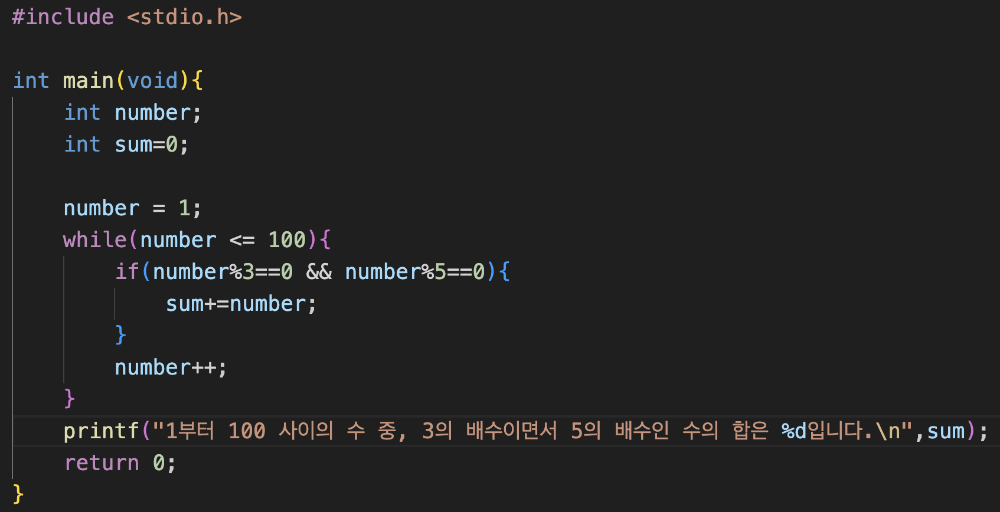 #include <stdio.h>
int main(void){
int number;
int sum=0;
number = 1;
while(number <= 100){
if(number%3==0 && number%5==0){
sum+=number;
}
number++;
}
printf("1부터 100 사이의 수 중, 3의 배수이면서 5의 배수인 수의 합은 %d입니다.\n",sum);
return 0;
}